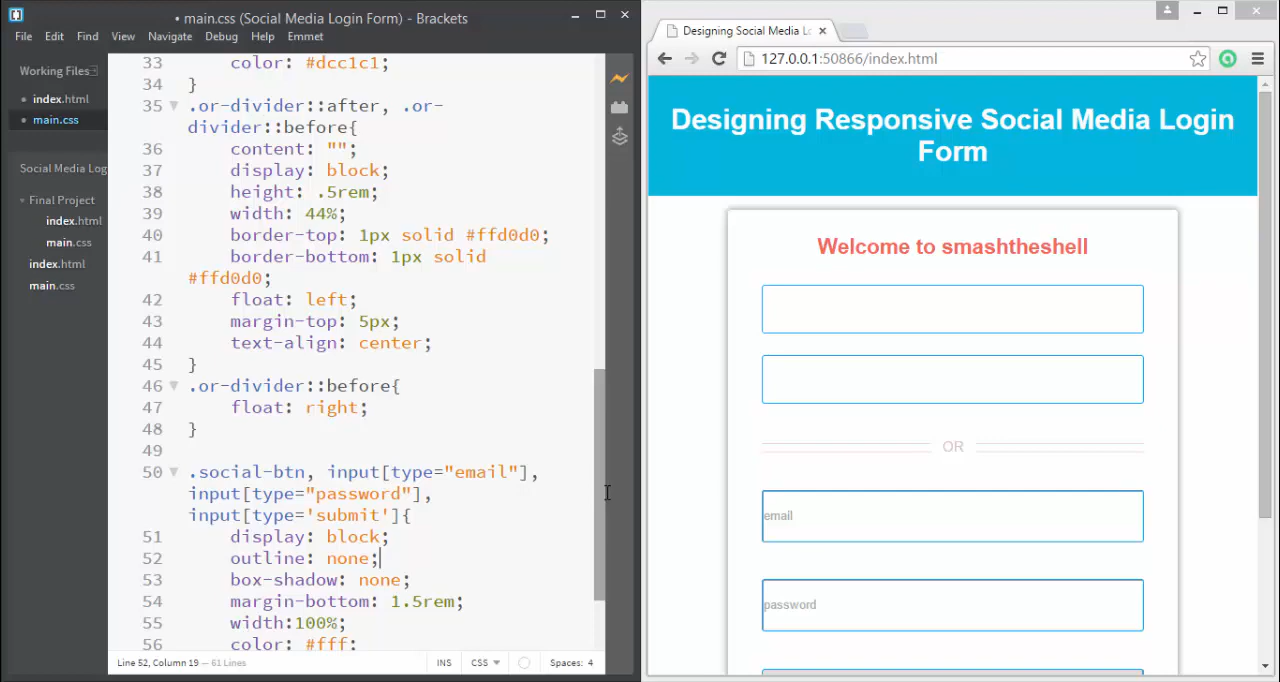 • main.css (Social Media Login Form) - Brackets
File Edit Find View Navigate Debug Help Emmet
Working Files
• index.html
• main.css
Social Media Log
Final Project
index.html
main.css
index.html
main.css
33 color: #dcc1c1;
34 }
35 .or-divider::after, .or-
divider::before{
36 content: "";
37 display: block;
38 height: .5rem;
39 width: 44%;
40 border-top: 1px solid #ffd0d0;
41 border-bottom: 1px solid
#ffd0d0;
42 float: left;
43 margin-top: 5px;
44 text-align: center;
45 }
46 .or-divider::before{
47 float: right;
48 }
49
50 .social-btn, input[type="email"],
input[type="password"],
input[type='submit']{
51 display: block;
52 outline: none;
53 box-shadow: none;
54 margin-bottom: 1.5rem;
55 width:100%;
56 color: #fff;
Line 52, Column 19 — 61 Lines
INS CSS Spaces: 4
Designing Social Media Lo
127.0.0.1:50866/index.html
Designing Responsive Social Media Login
Form
Welcome to smashtheshell
OR
email
password